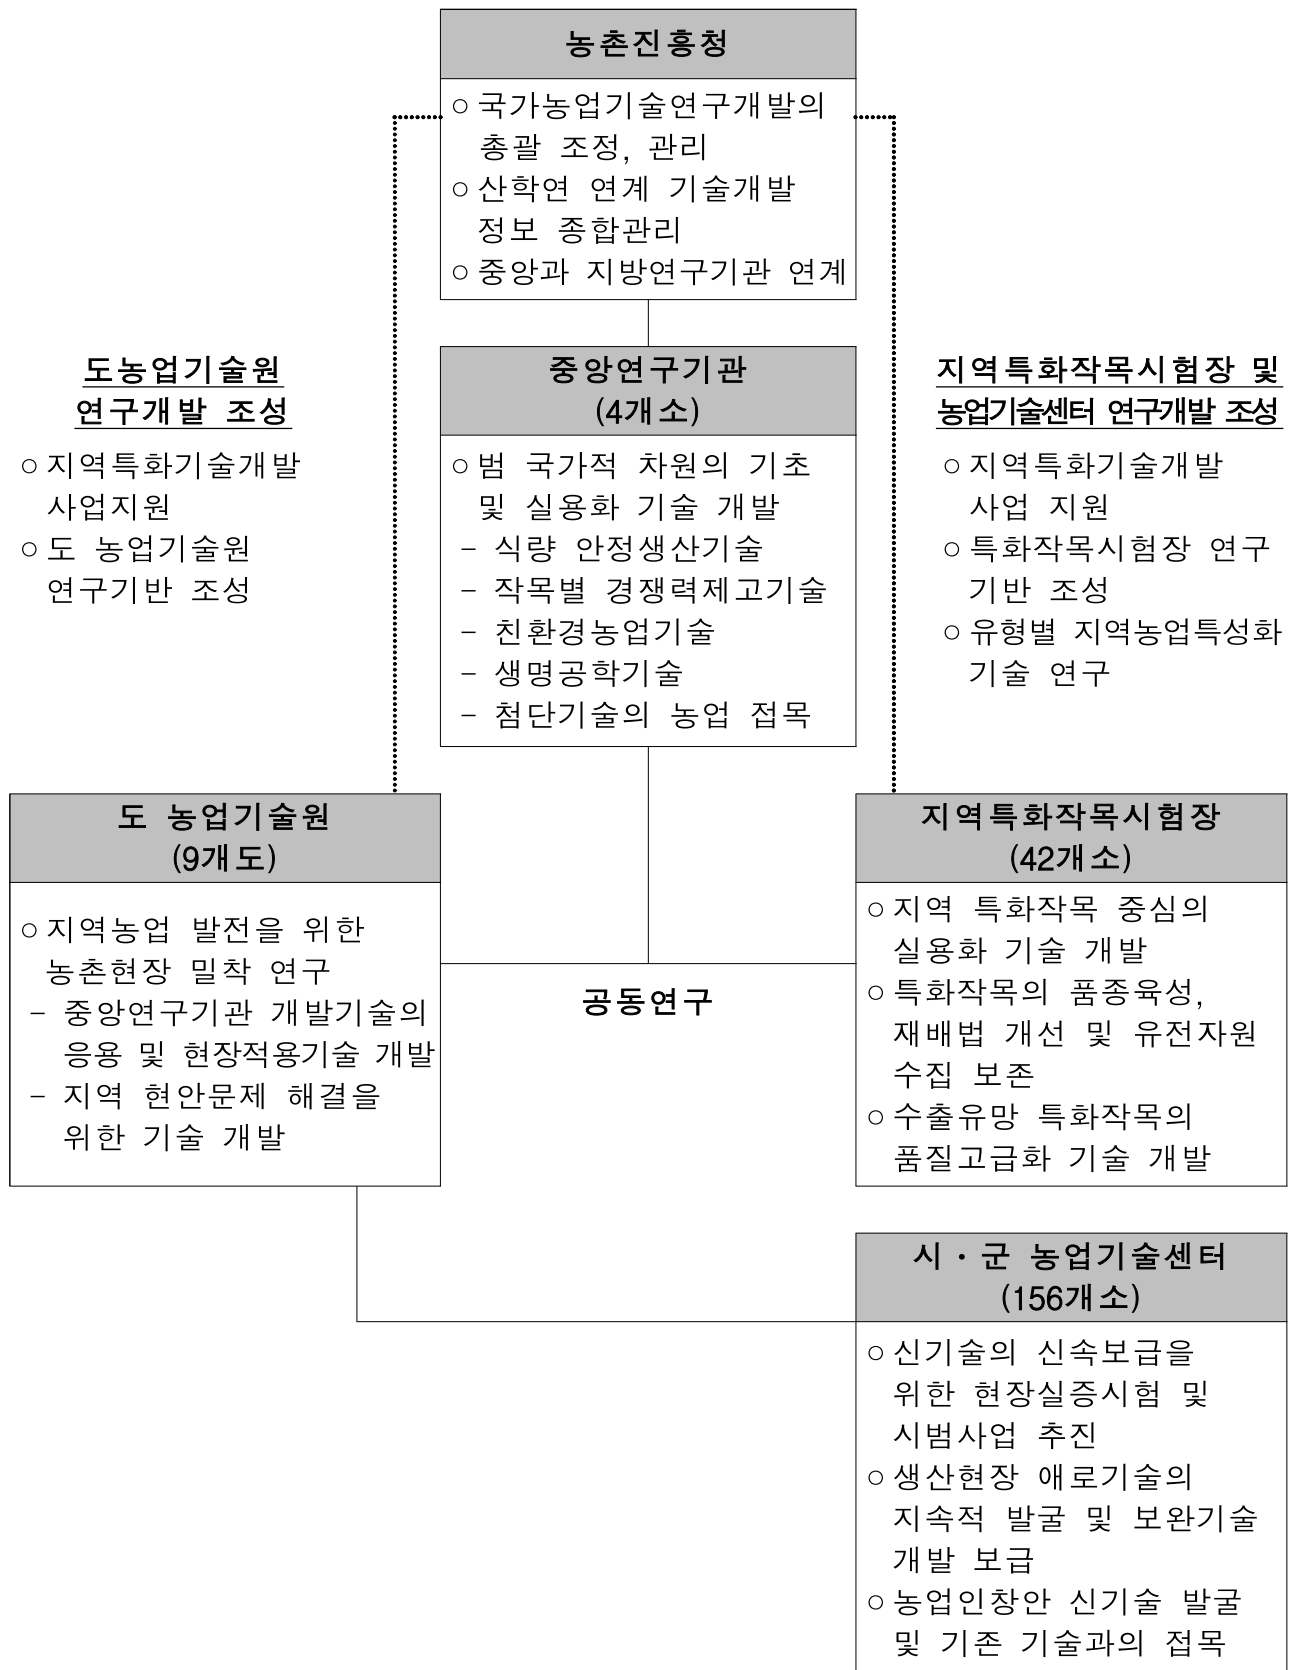 농촌진흥청
○ 국가농업기술연구개발의
총괄 조정, 관리
○ 산학연 연계 기술개발
정보 종합관리
○ 중앙과 지방연구기관 연계
도농업기술원
연구개발 조성
○ 지역특화기술개발
사업지원
○ 도 농업기술원
연구기반 조성
중앙연구기관
(4개소)
○ 범 국가적 차원의 기초
및 실용화 기술 개발
- 식량 안정생산기술
- 작목별 경쟁력제고기술
- 친환경농업기술
- 생명공학기술
- 첨단기술의 농업 접목
지역특화작목시험장 및
농업기술센터 연구개발 조성
○ 지역특화기술개발
사업 지원
○ 특화작목시험장 연구
기반 조성
○ 유형별 지역농업특성화
기술 연구
도 농업기술원
(9개도)
○ 지역농업 발전을 위한
농촌현장 밀착 연구
- 중앙연구기관 개발기술의
응용 및 현장적용기술 개발
- 지역 현안문제 해결을
위한 기술 개발
공동연구
지역특화작목시험장
(42개소)
○ 지역 특화작목 중심의
실용화 기술 개발
○ 특화작목의 품종육성,
재배법 개선 및 유전자원
수집 보존
○ 수출유망 특화작목의
품질고급화 기술 개발
시·군 농업기술센터
(156개소)
○ 신기술의 신속보급을
위한 현장실증시험 및
시범사업 추진
○ 생산현장 애로기술의
지속적 발굴 및 보완기술
개발 보급
○ 농업인창안 신기술 발굴
및 기존 기술과의 접목